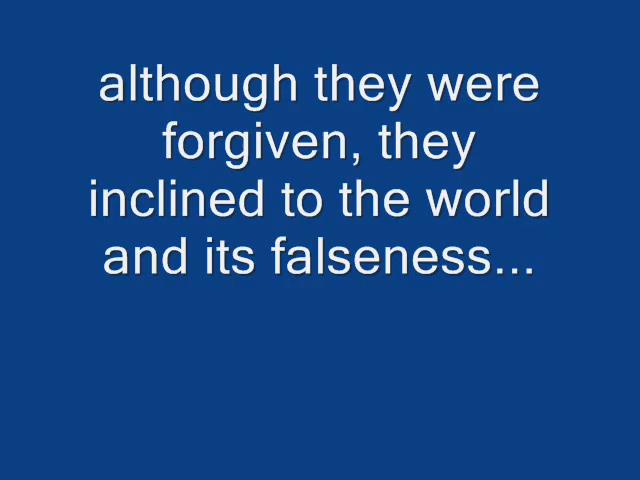 although they were
forgiven, they
inclined to the world
and its falseness...